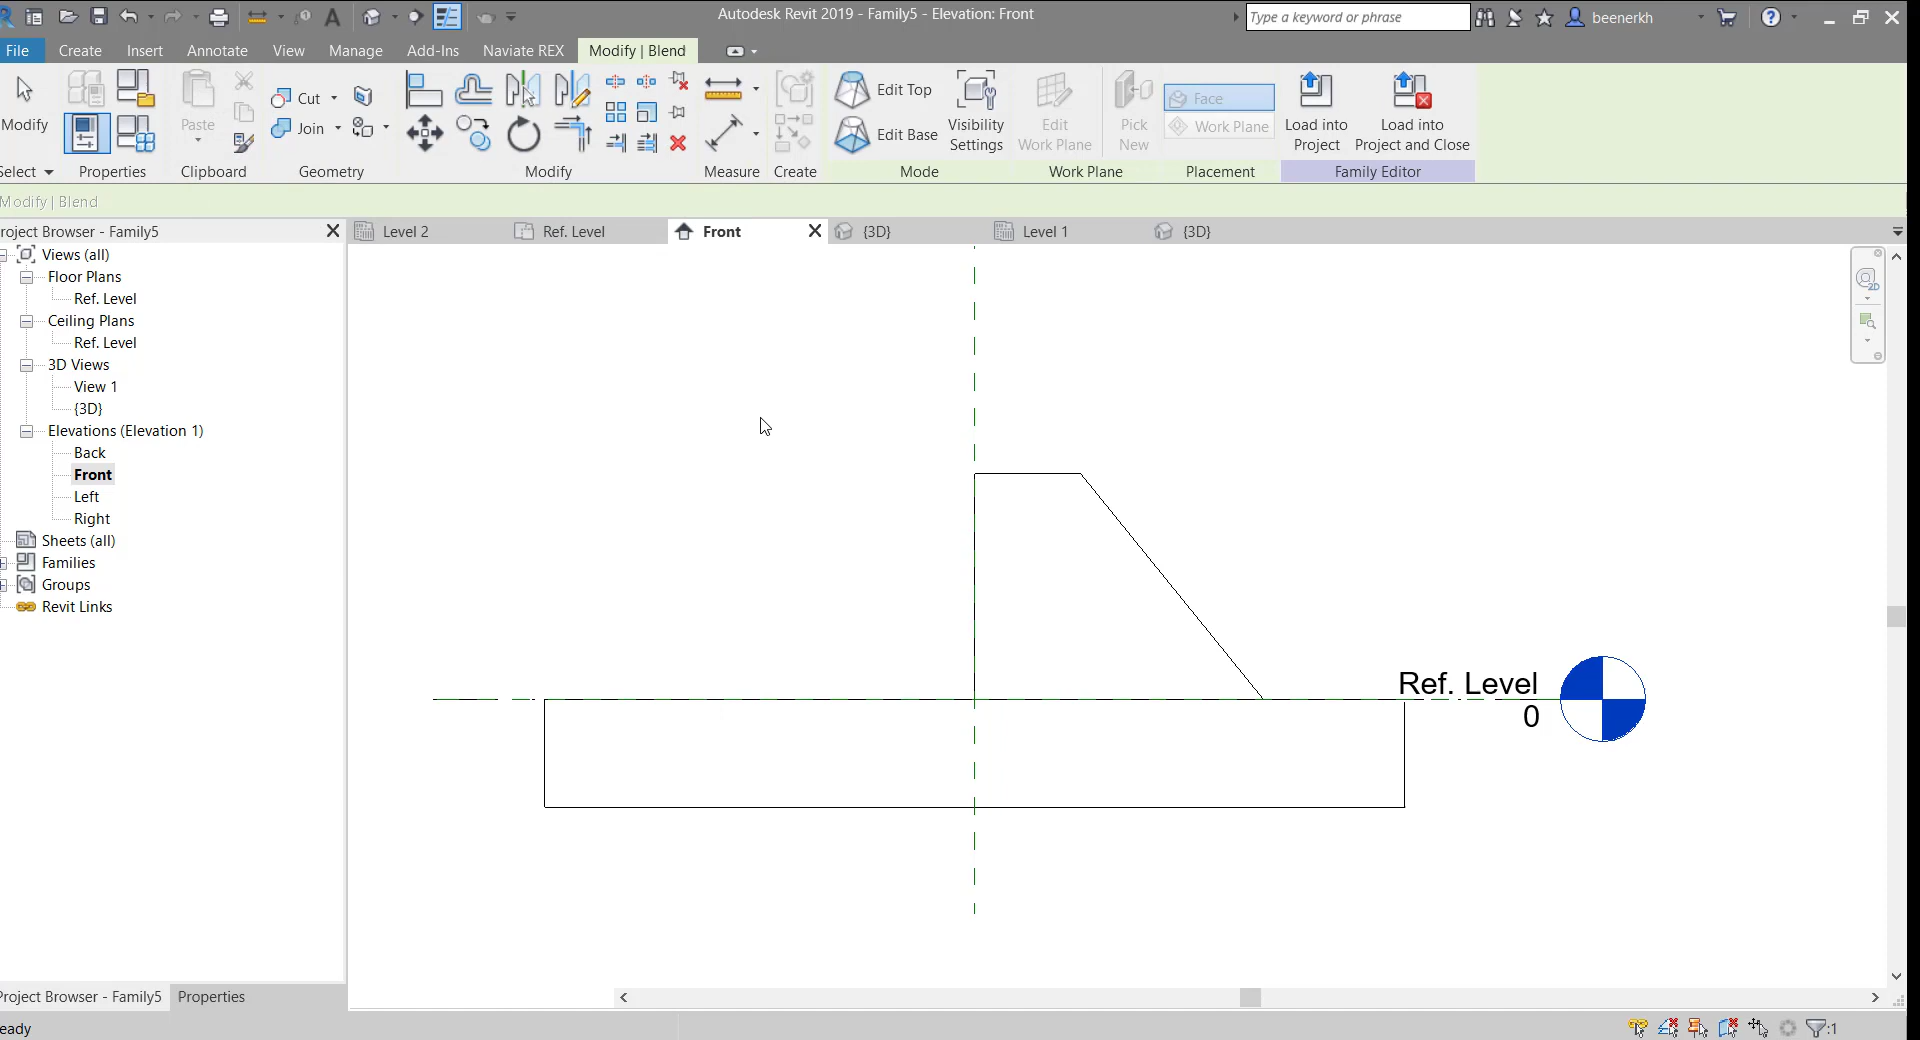 Autodesk Revit 2019 - Family5 - Elevation: Front
Type a keyword or phrase
beenerkh
File Create Insert Annotate View Manage Add-Ins Naviate REX Modify | Blend
Modify
Paste
Cut
Join
Edit Top
Edit Base
Visibility
Settings
Edit
Work Plane
Pick
New
Face
Work Plane
Load into
Project
Load into
Project and Close
Select Properties Clipboard Geometry Modify Measure Create Mode Work Plane Placement Family Editor
Modify | Blend
roject Browser - Family5
Level 2 Ref. Level Front {3D} Level 1 {3D}
Views (all)
Floor Plans
Ref. Level
Ceiling Plans
Ref. Level
3D Views
View 1
{3D}
Elevations (Elevation 1)
Back
Front
Left
Right
Sheets (all)
Families
Groups
Revit Links
2D
Ref. Level
0
Project Browser - Family5 Properties
eady
:1